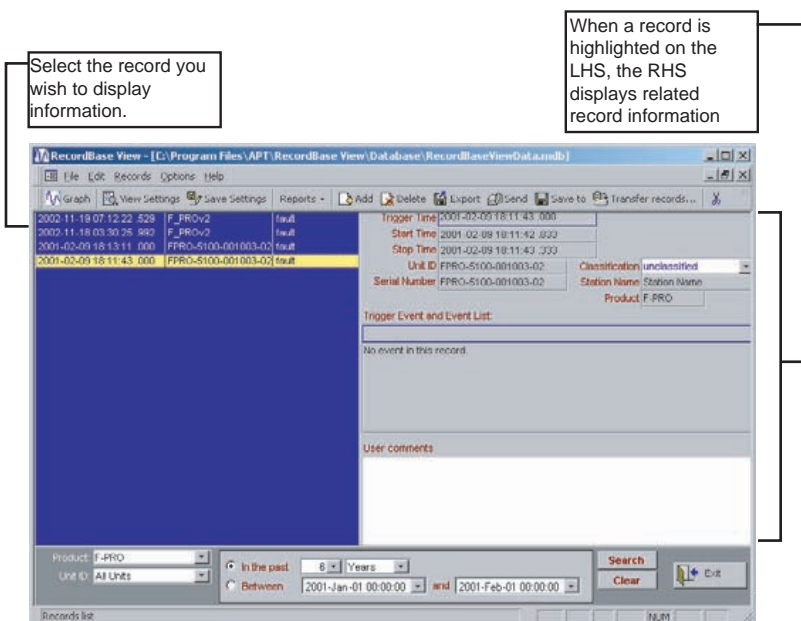 Select the record you
wish to display
information.
When a record is
highlighted on the
LHS, the RHS
displays related
record information
RecordBase View - [C:\Program Files\APT\RecordBase View\Database\RecordBaseViewData.mdb]
File Edit Records Options Help
Graph View Settings Save Settings Reports Add Delete Export Send Save to Transfer records...
2002-11-19 07:12:22 .529 F_PROv2 fault
2002-11-18 03:30:25 .992 F_PROv2 fault
2001-02-09 18:13:11 .000 FPRO-5100-001003-02 fault
2001-02-09 18:11:43 .000 FPRO-5100-001003-02 fault
Trigger Time 2001-02-09 18:11:43 .000
Start Time 2001-02-09 18:11:42 .833
Stop Time 2001-02-09 18:11:43 .333
Unit ID FPRO-5100-001003-02 Classification unclassified
Serial Number FPRO-5100-001003-02 Station Name Station Name
Product F-PRO
Trigger Event and Event List:
No event in this record.
User comments
Product: F-PRO
Unit ID: All Units
In the past 6 Years
Between 2001-Jan-01 00:00:00 and 2001-Feb-01 00:00:00
Search
Clear
Exit
Records list NUM